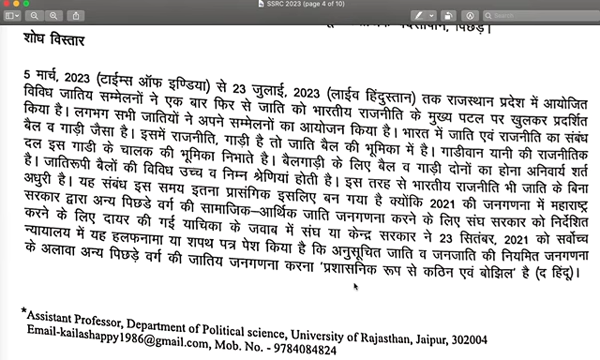 SSRC 2023 (page 4 of 10)
Search
शोध विस्तार
5 मार्च, 2023 (टाईम्स ऑफ इण्डिया) से 23 जुलाई, 2023 (लाईव हिंदुस्तान) तक राजस्थान प्रदेश में आयोजित
विविध जातिय सम्मेलनों ने एक बार फिर से जाति को भारतीय राजनीति के मुख्य पटल पर खुलकर प्रदर्शित
किया है। लगभग सभी जातियों ने अपने सम्मेलनों का आयोजन किया है। भारत में जाति एवं राजनीति का संबंध
बैल व गाड़ी जैसा है। इसमें राजनीति, गाड़ी है तो जाति बैल की भूमिका में है। गाडीवान यानी की राजनीतिक
दल इस गाडी के चालक की भूमिका निभाते है। बैलगाड़ी के लिए बैल व गाड़ी दोनों का होना अनिवार्य शर्त
है। जातिरूपी बैलों की विविध उच्च व निम्न श्रेणियां होती है। इस तरह से भारतीय राजनीति भी जाति के बिना
अधुरी है। यह संबंध इस समय इतना प्रासंगिक इसलिए बन गया है क्योंकि 2021 की जनगणना में महाराष्ट्र
सरकार द्वारा अन्य पिछडे वर्ग की सामाजिक–आर्थिक जाति जनगणना करने के लिए संघ सरकार को निर्देशित
करने के लिए दायर की गई याचिका के जवाब में संघ या केन्द्र सरकार ने 23 सितंबर, 2021 को सर्वोच्च
न्यायालय में यह हलफनामा या शपथ पत्र पेश किया है कि अनुसूचित जाति व जनजाति की नियमित जनगणना
के अलावा अन्य पिछड़े वर्ग की जातिय जनगणना करना 'प्रशासनिक रूप से कठिन एवं बोझिल' है (द हिंदू)।
*Assistant Professor, Department of Political science, University of Rajasthan, Jaipur, 302004
Email-kailashappy1986@gmail.com, Mob. No. - 9784084824